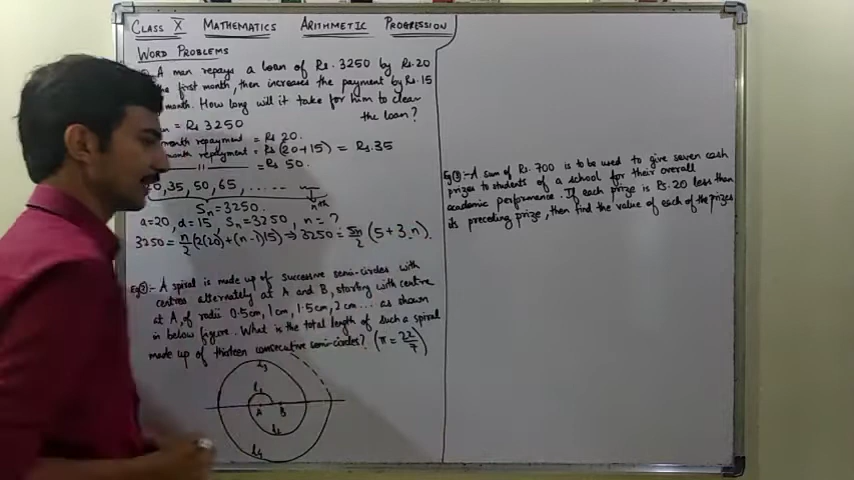 CLASS X MATHEMATICS ARITHMETIC PROGRESSION
WORD PROBLEMS
A man repays a loan of Rs. 3250 by Rs. 20
the first month, then increases the payment by Rs. 15
month. How long will it take for him to clear
the loan?
= Rs 3250
month repayment = Rs 20.
month repayment = Rs (20+15) = Rs. 35
" = Rs 50.
20, 35, 50, 65, ......
nth
Sn = 3250.
a=20, d=15, Sn=3250, n=?
3250 = n/2 (2(20)+(n-1)15) ⇒ 3250 = 5n/2 (5+3n).
Eg②:- A spiral is made up of successive semi-circles with
centres alternately at A and B, starting with centre
at A, of radii 0.5cm, 1cm, 1.5cm, 2cm ... as shown
in below figure. What is the total length of such a spiral
made up of thirteen consecutive semi-circles? (π = 22/7)
l3
l1
A B
l2
l4
Eg③:- A sum of Rs. 700 is to be used to give seven cash
prizes to students of a school for their overall
academic performance. If each prize is Rs. 20 less than
its preceding prize, then find the value of each of the prizes